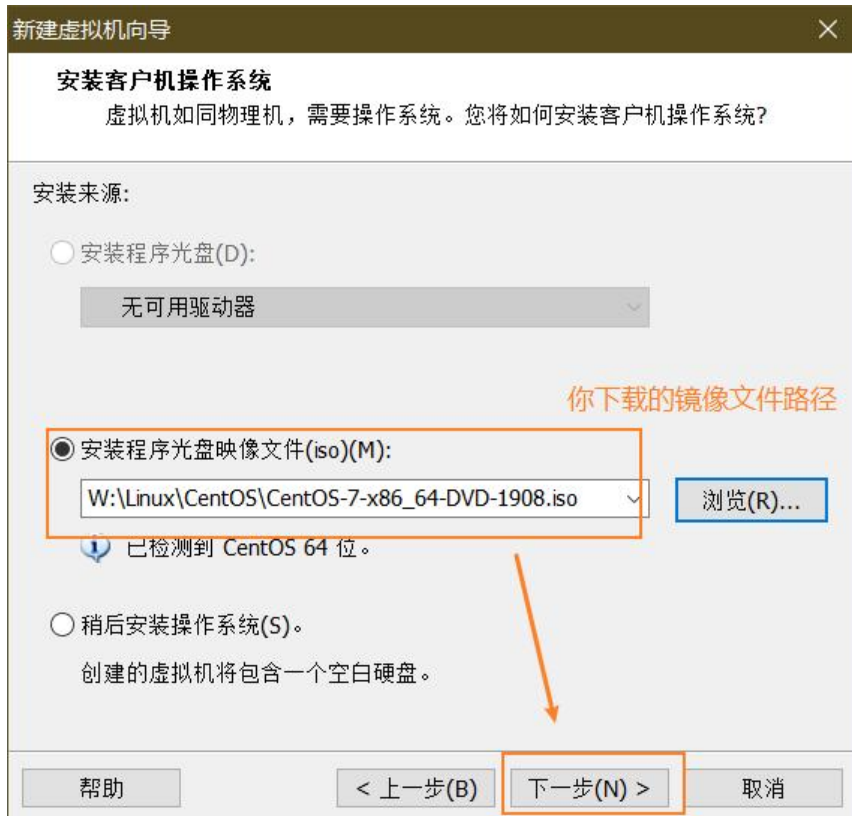 新建虚拟机向导
安装客户机操作系统
虚拟机如同物理机，需要操作系统。您将如何安装客户机操作系统?
安装来源:
安装程序光盘(D):
无可用驱动器
你下载的镜像文件路径
安装程序光盘映像文件(iso)(M):
W:\Linux\CentOS\CentOS-7-x86_64-DVD-1908.iso
浏览(R)...
已检测到 CentOS 64 位。
稍后安装操作系统(S)。
创建的虚拟机将包含一个空白硬盘。
帮助
< 上一步(B)
下一步(N) >
取消